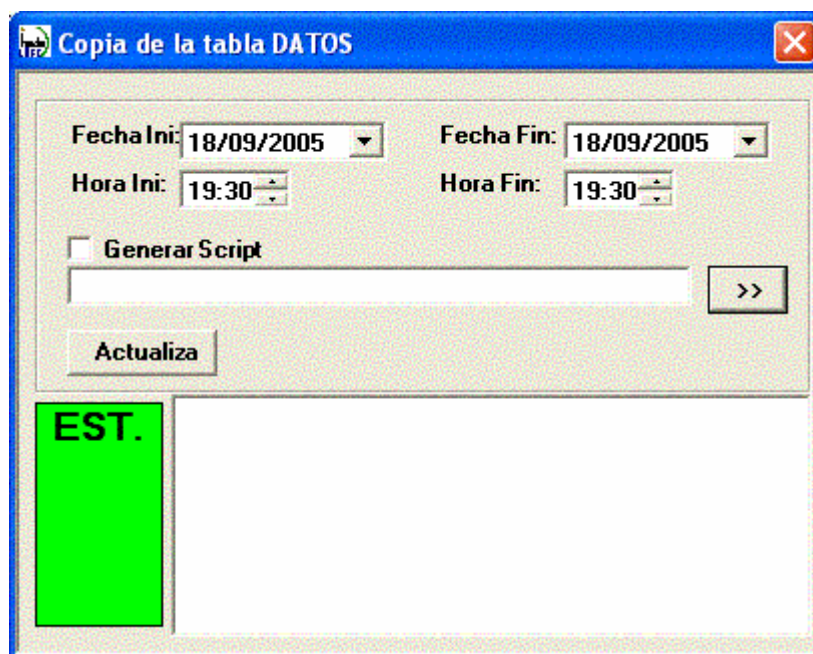 Copia de la tabla DATOS
Fecha Ini: 18/09/2005 Fecha Fin: 18/09/2005
Hora Ini: 19:30 Hora Fin: 19:30
Generar Script
>>
Actualiza
EST.